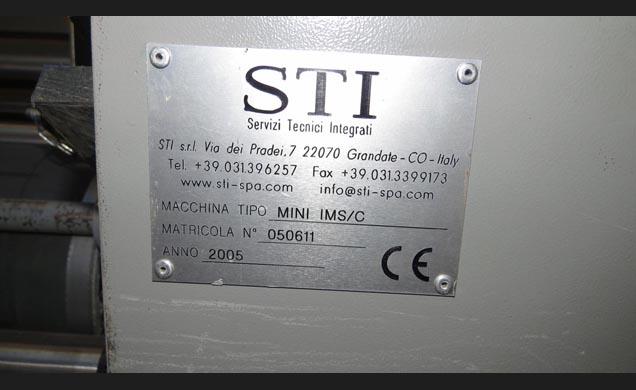 STI
Servizi Tecnici Integrati
STI s.r.l. Via dei Pradei,7 22070 Grandate - CO - Italy
Tel. +39.031.396257 Fax +39.031.3399173
www.sti-spa.com info@sti-spa.com
MACCHINA TIPO MINI IMS/C
MATRICOLA N° 050611
ANNO 2005
CE